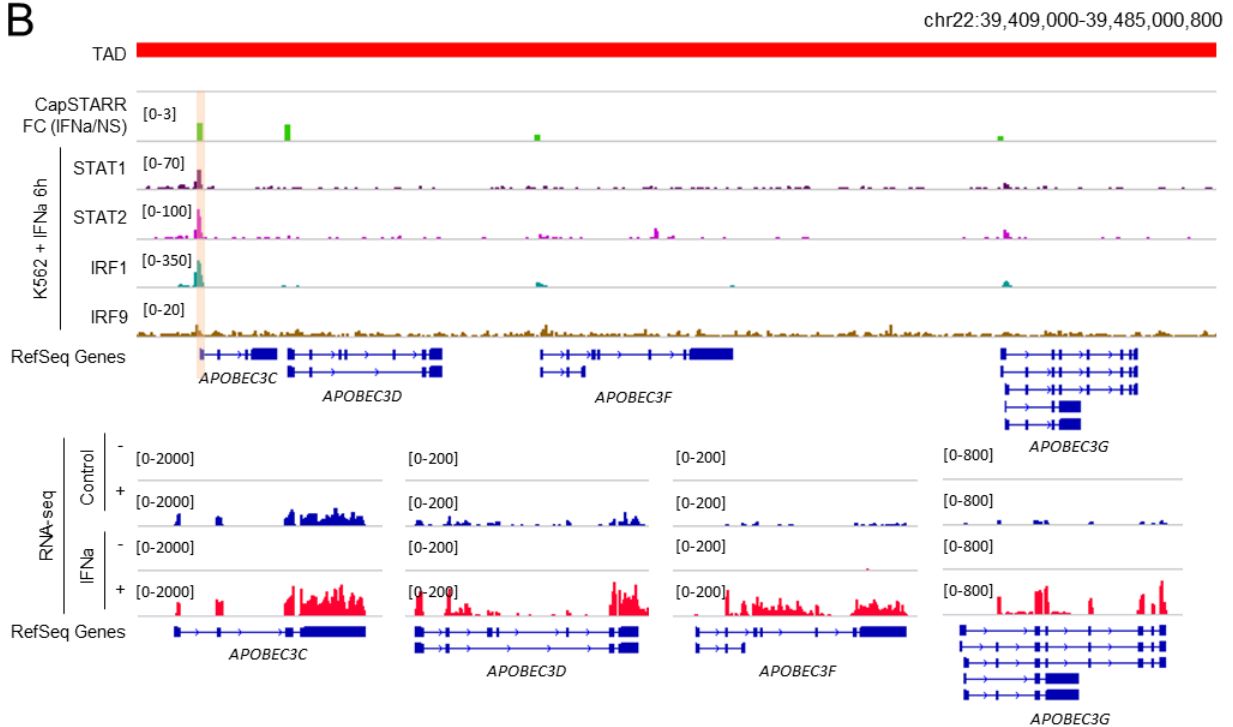 B
chr22:39,409,000-39,485,000,800
TAD
CapSTARR
FC (IFNa/NS)
[0-3]
K562 + IFNa 6h
STAT1
[0-70]
STAT2
[0-100]
IRF1
[0-350]
IRF9
[0-20]
RefSeq Genes
APOBEC3C
APOBEC3D
APOBEC3F
APOBEC3G
RNA-seq
Control
-
[0-2000]
[0-200]
[0-200]
[0-800]
+
[0-2000]
[0-200]
[0-200]
[0-800]
IFNa
-
[0-2000]
[0-200]
[0-200]
[0-800]
+
[0-2000]
[0-200]
[0-200]
[0-800]
RefSeq Genes
APOBEC3C
APOBEC3D
APOBEC3F
APOBEC3G